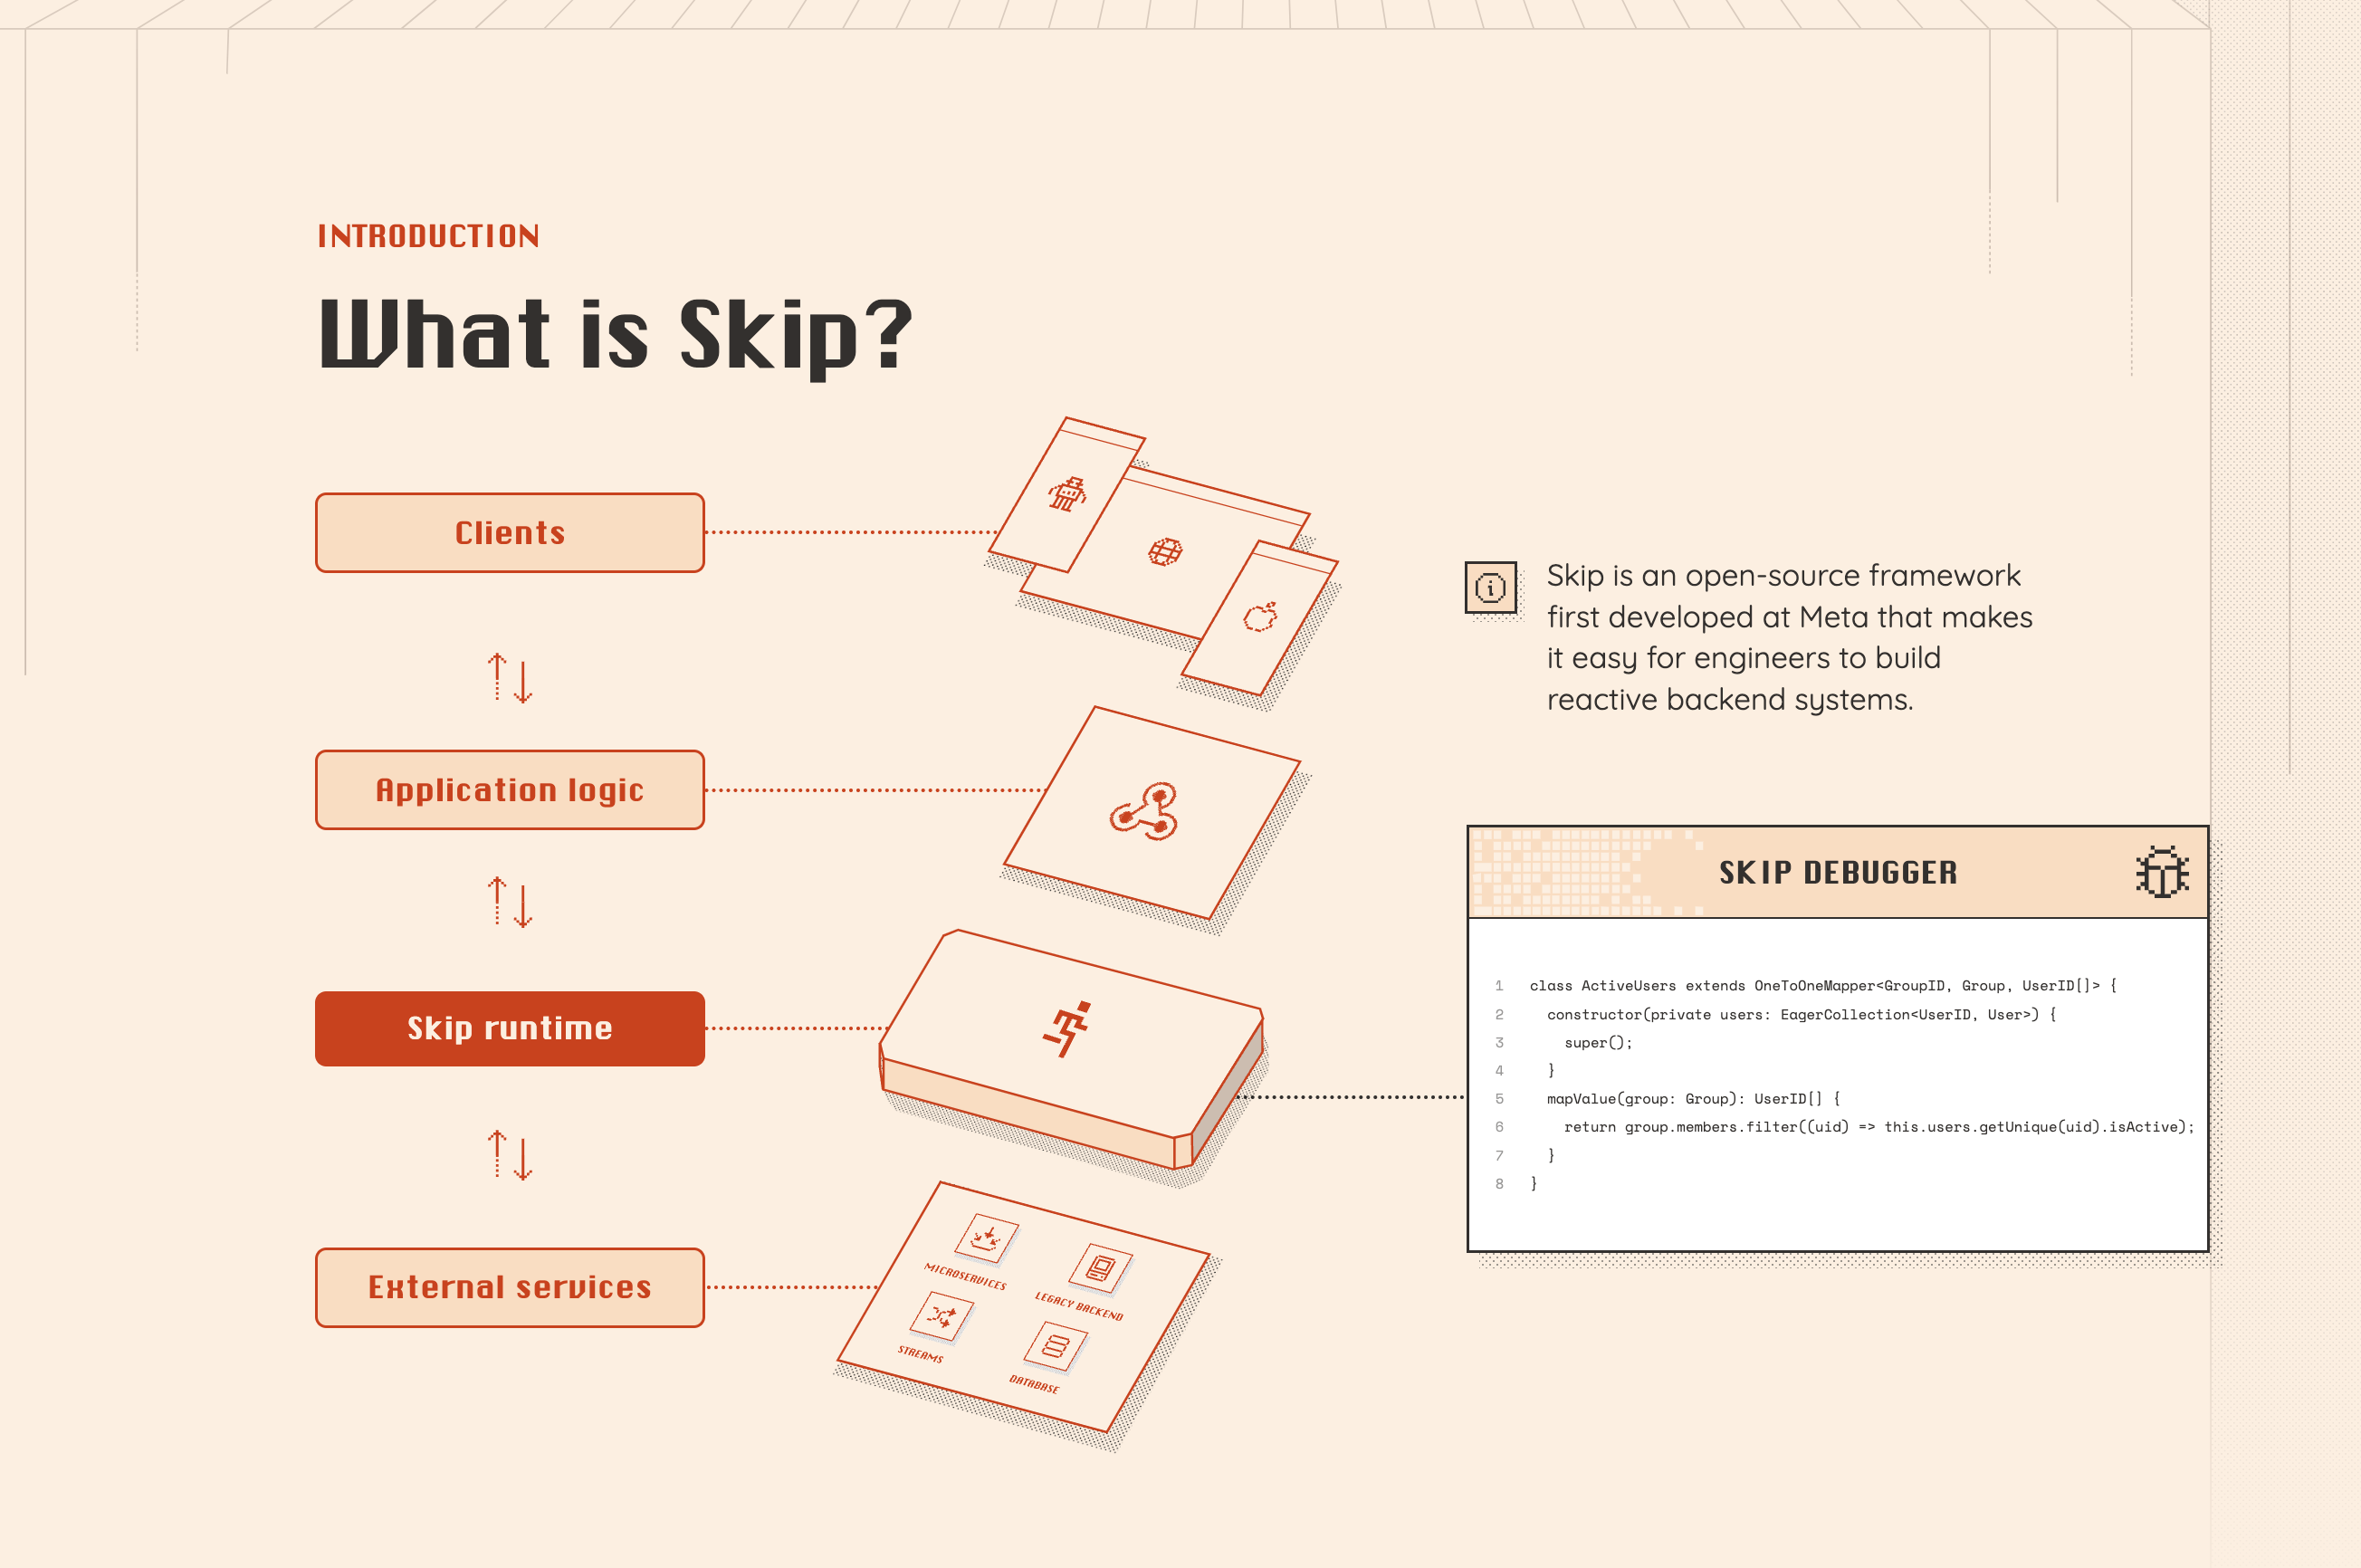 INTRODUCTION
What is Skip?
Clients
Application logic
Skip runtime
External services
MICROSERVICES
LEGACY BACKEND
STREAMS
DATABASE
i
Skip is an open-source framework
first developed at Meta that makes
it easy for engineers to build
reactive backend systems.
SKIP DEBUGGER
1 class ActiveUsers extends OneToOneMapper<GroupID, Group, UserID[]> {
2   constructor(private users: EagerCollection<UserID, User>) {
3     super();
4   }
5   mapValue(group: Group): UserID[] {
6     return group.members.filter((uid) => this.users.getUnique(uid).isActive);
7   }
8 }